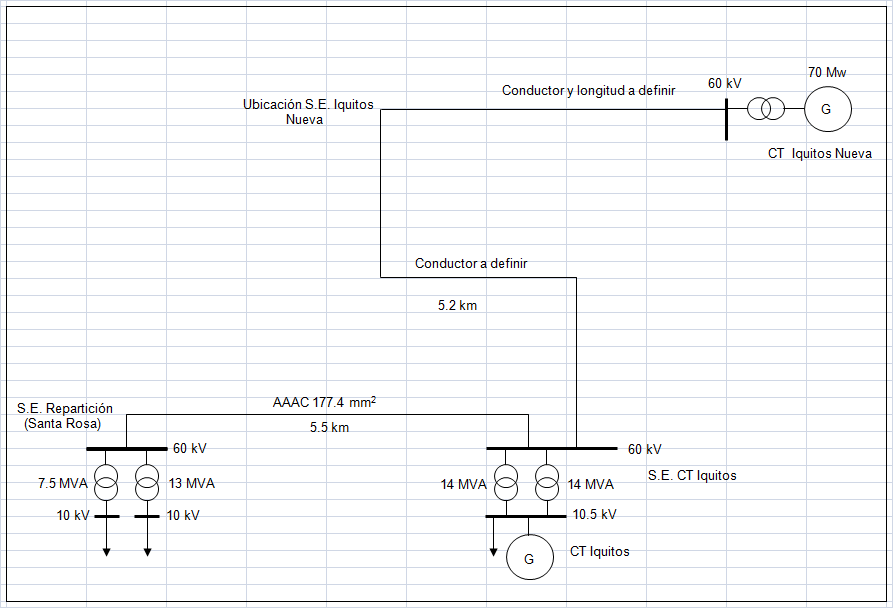 70 Mw
60 kV
Conductor y longitud a definir
Ubicación S.E. Iquitos
Nueva
G
CT Iquitos Nueva
Conductor a definir
5.2 km
AAAC 177.4 mm²
S.E. Repartición
(Santa Rosa)
5.5 km
60 kV
60 kV
S.E. CT Iquitos
7.5 MVA
13 MVA
14 MVA
14 MVA
10 kV
10 kV
10.5 kV
CT Iquitos
G